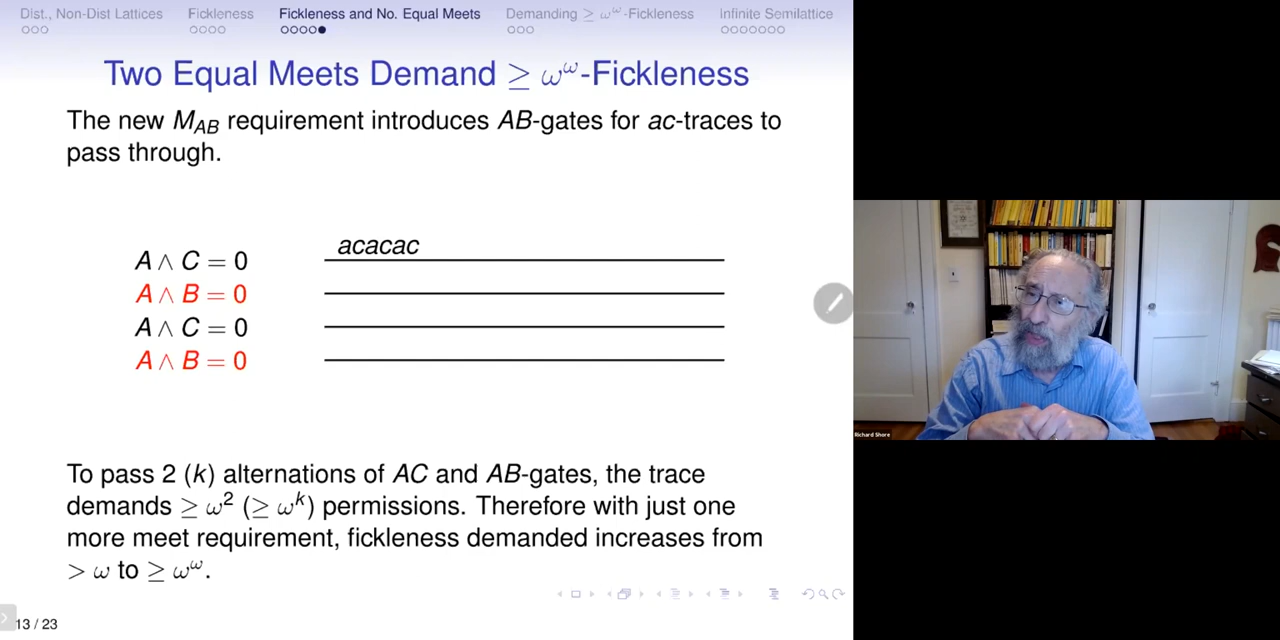 Dist., Non-Dist Lattices Fickleness Fickleness and No. Equal Meets Demanding ≥ ω^ω-Fickleness Infinite Semilattice
Two Equal Meets Demand ≥ ω^ω-Fickleness
The new M_AB requirement introduces AB-gates for ac-traces to
pass through.
acacac
A ∧ C = 0
A ∧ B = 0
A ∧ C = 0
A ∧ B = 0
To pass 2 (k) alternations of AC and AB-gates, the trace
demands ≥ ω² (≥ ω^k) permissions. Therefore with just one
more meet requirement, fickleness demanded increases from
> ω to ≥ ω^ω.
13 / 23
Richard Shore